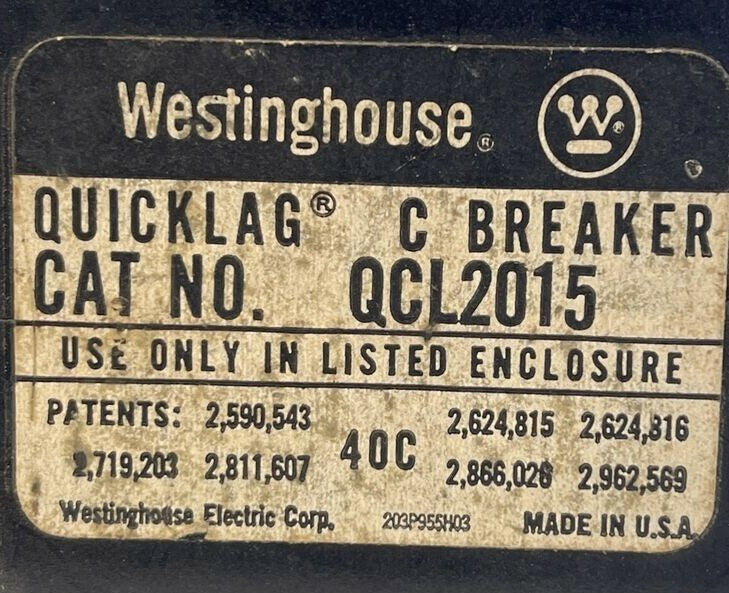 Westinghouse® W®
QUICKLAG® C BREAKER
CAT NO. QCL2015
USE ONLY IN LISTED ENCLOSURE
PATENTS: 2,590,543 2,624,815 2,624,816
40C
2,719,203 2,811,607 2,866,026 2,962,569
Westinghouse Electric Corp. 203P955H03 MADE IN U.S.A.